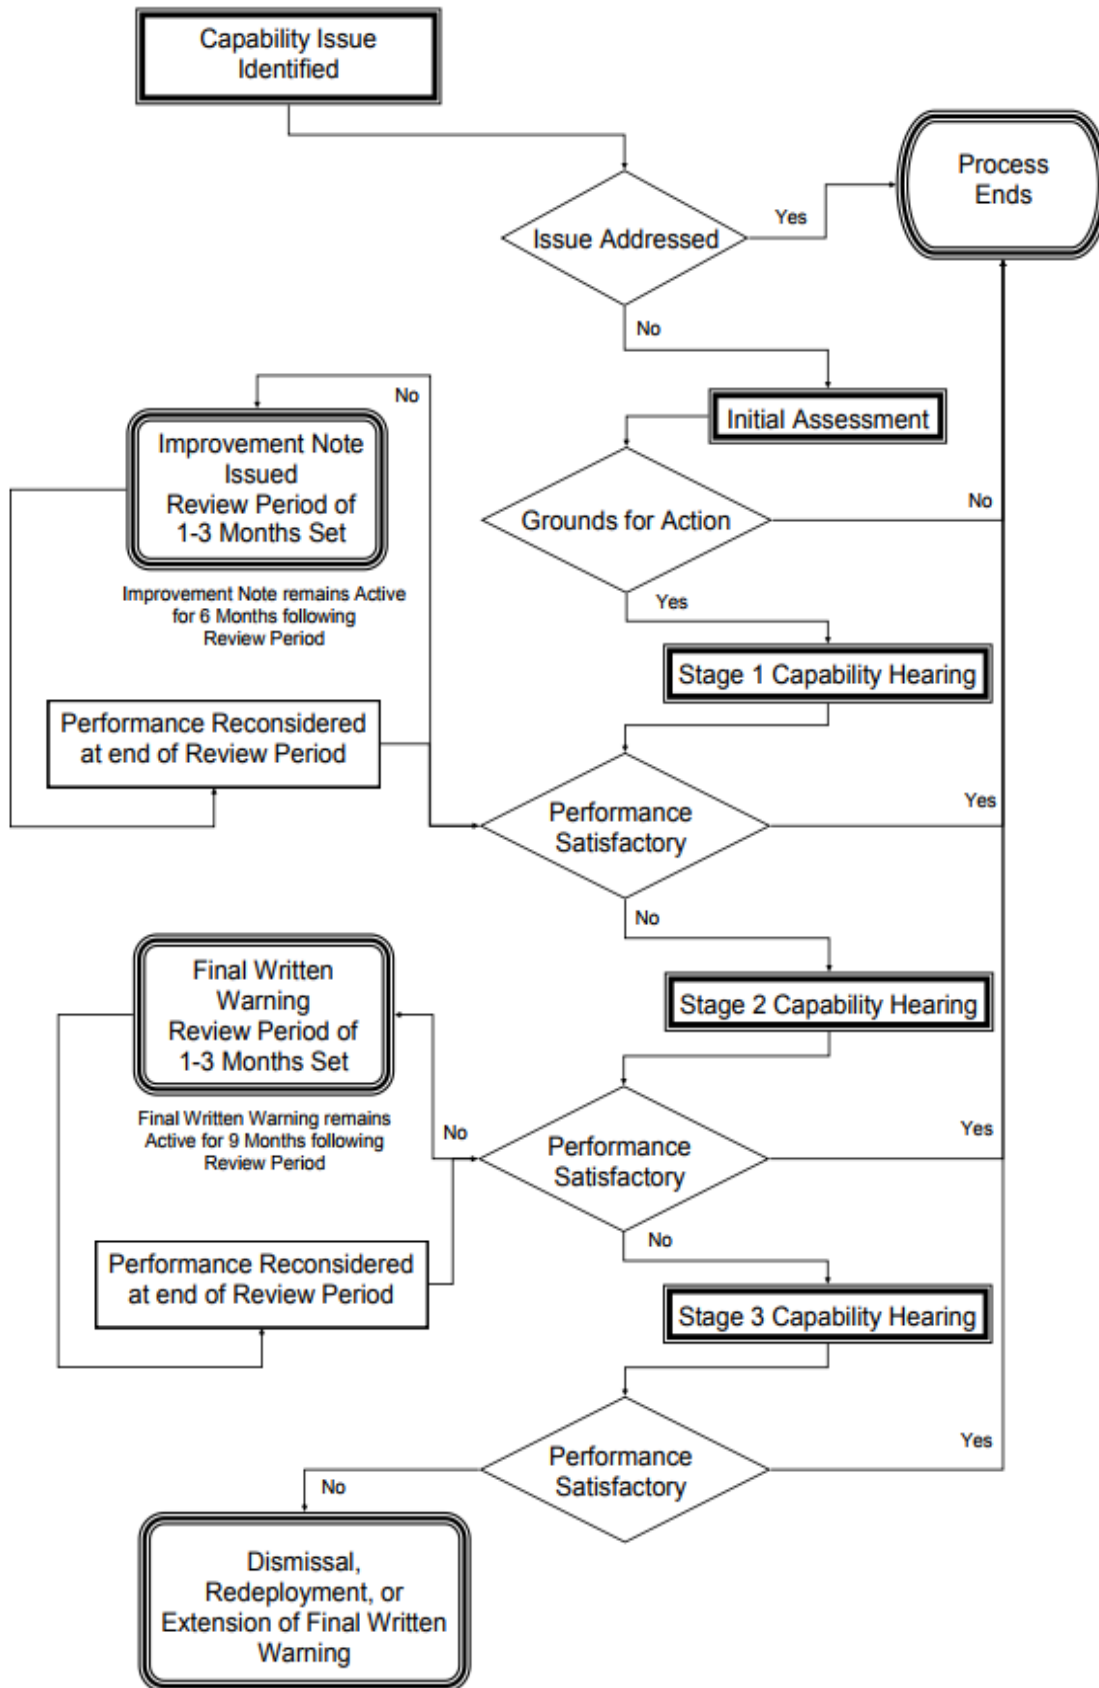 Capability Issue
Identified
Process
Ends
Issue Addressed
Yes
No
Initial Assessment
No
Improvement Note
Issued
Review Period of
1-3 Months Set
Grounds for Action
No
Improvement Note remains Active
for 6 Months following
Review Period
Yes
Stage 1 Capability Hearing
Performance Reconsidered
at end of Review Period
Performance
Satisfactory
Yes
No
Final Written
Warning
Review Period of
1-3 Months Set
Stage 2 Capability Hearing
Final Written Warning remains
Active for 9 Months following
Review Period
No
Performance
Satisfactory
Yes
No
Performance Reconsidered
at end of Review Period
Stage 3 Capability Hearing
Performance
Satisfactory
Yes
No
Dismissal,
Redeployment, or
Extension of Final Written
Warning